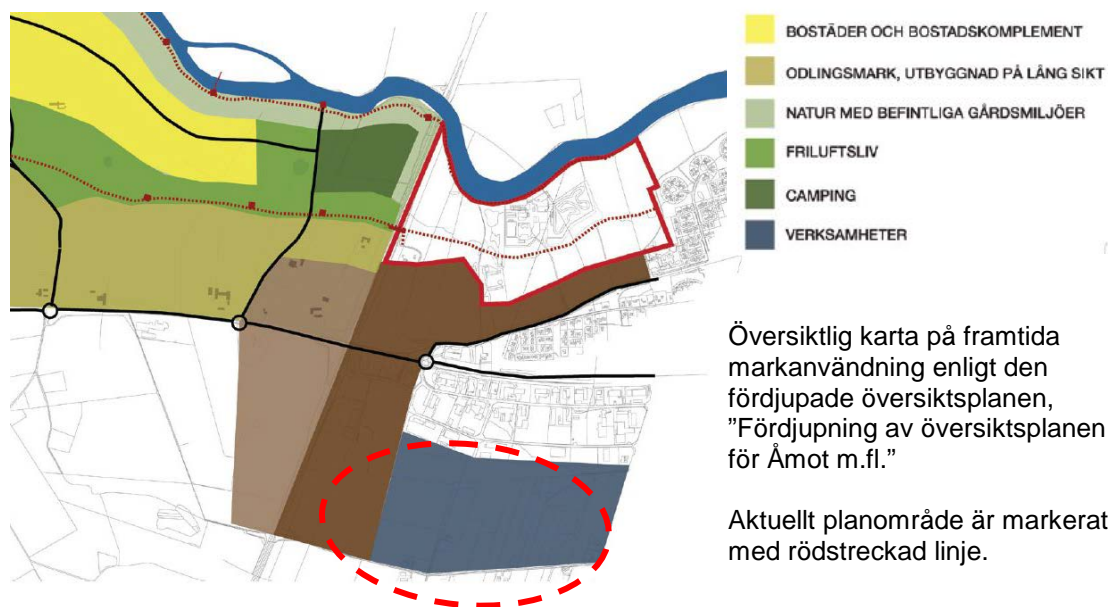 BOSTÄDER OCH BOSTADSKOMPLEMENT
ODLINGSMARK, UTBYGGNAD PÅ LÅNG SIKT
NATUR MED BEFINTLIGA GÅRDSMILJÖER
FRILUFTSLIV
CAMPING
VERKSAMHETER
Översiktlig karta på framtida
markanvändning enligt den
fördjupade översiktsplanen,
”Fördjupning av översiktsplanen
för Åmot m.fl.”
Aktuellt planområde är markerat
med rödstreckad linje.